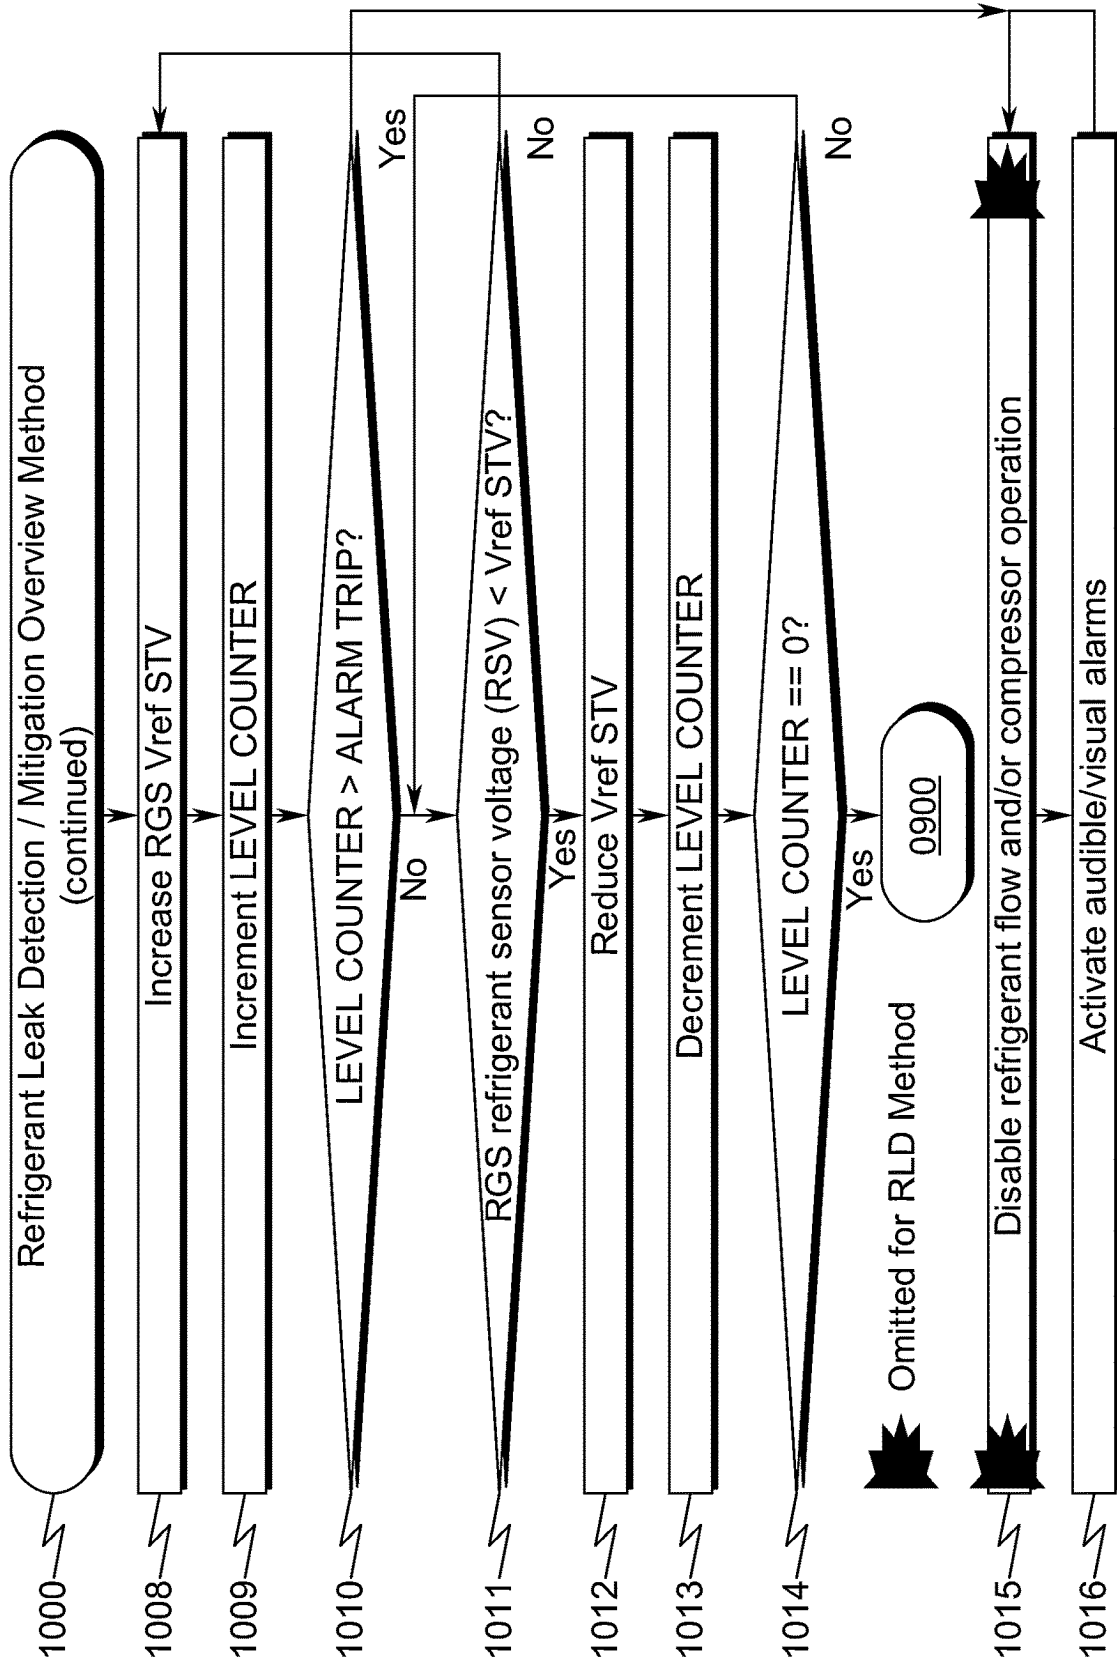 Refrigerant Leak Detection / Mitigation Overview Method
(continued)
1000
Increase RGS Vref STV
1008
Increment LEVEL COUNTER
1009
LEVEL COUNTER > ALARM TRIP?
Yes
No
1010
RGS refrigerant sensor voltage (RSV) < Vref STV?
No
Yes
1011
Reduce Vref STV
1012
Decrement LEVEL COUNTER
1013
LEVEL COUNTER == 0?
No
Yes
1014
0900
Omitted for RLD Method
Disable refrigerant flow and/or compressor operation
1015
Activate audible/visual alarms
1016